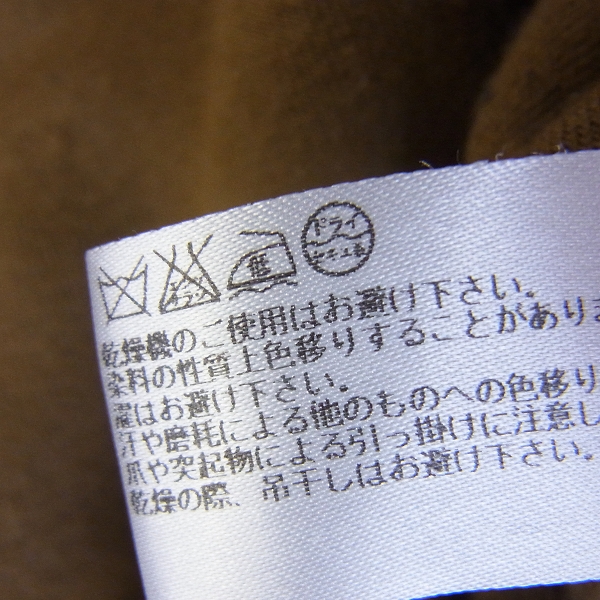 エンソ
低
ドライ
セキユ系
乾燥機のご使用はお避け下さい。
染料の性質上色移りすることがありま
濯はお避け下さい。
汗や磨耗による他のものへの色移り
爪や突起物による引っ掛けに注意し
乾燥の際、吊干しはお避け下さい。